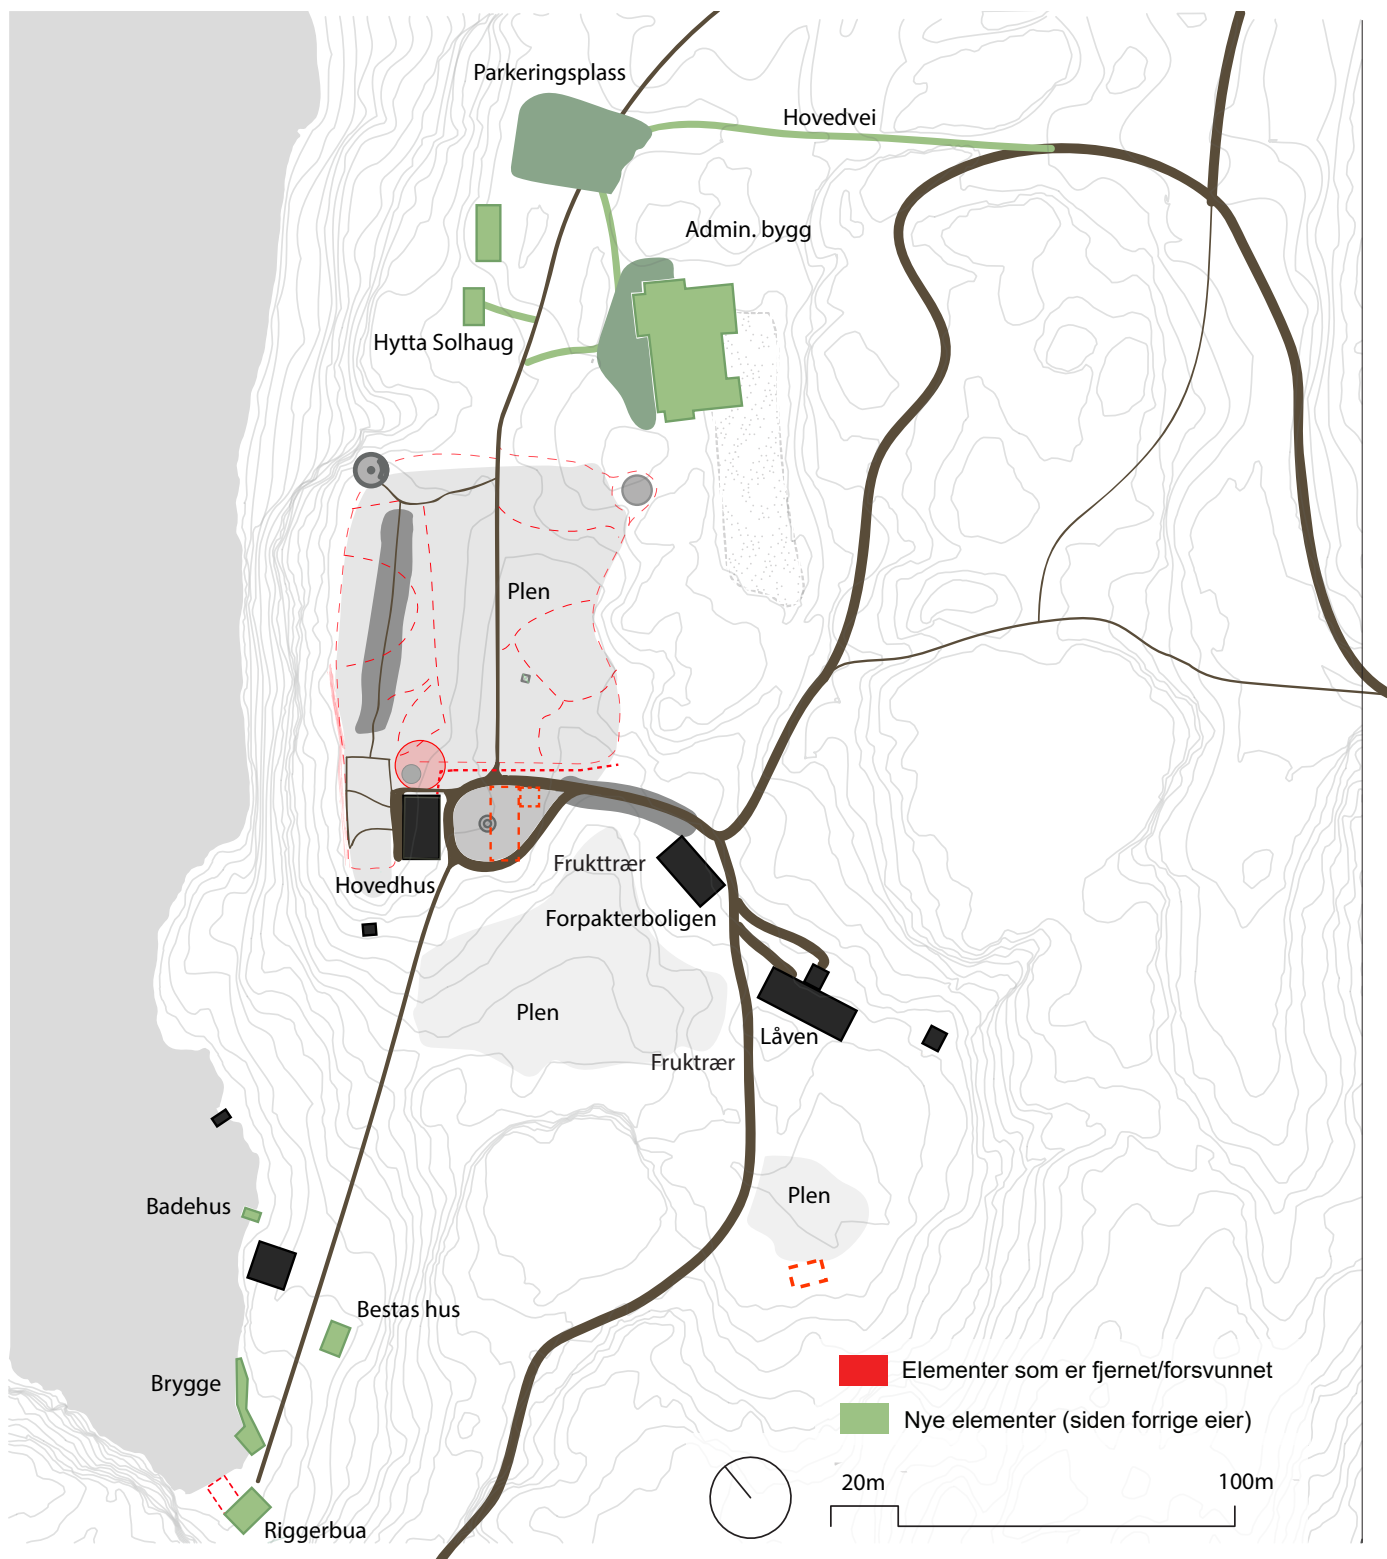 Parkeringsplass
Hovedvei
Admin. bygg
Hytta Solhaug
Plen
Frukttrær
Hovedhus
Forpakterboligen
Plen
Låven
Fruktrær
Plen
Badehus
Bestas hus
Brygge
Riggerbua
Elementer som er fjernet/forsvunnet
Nye elementer (siden forrige eier)
20m 100m